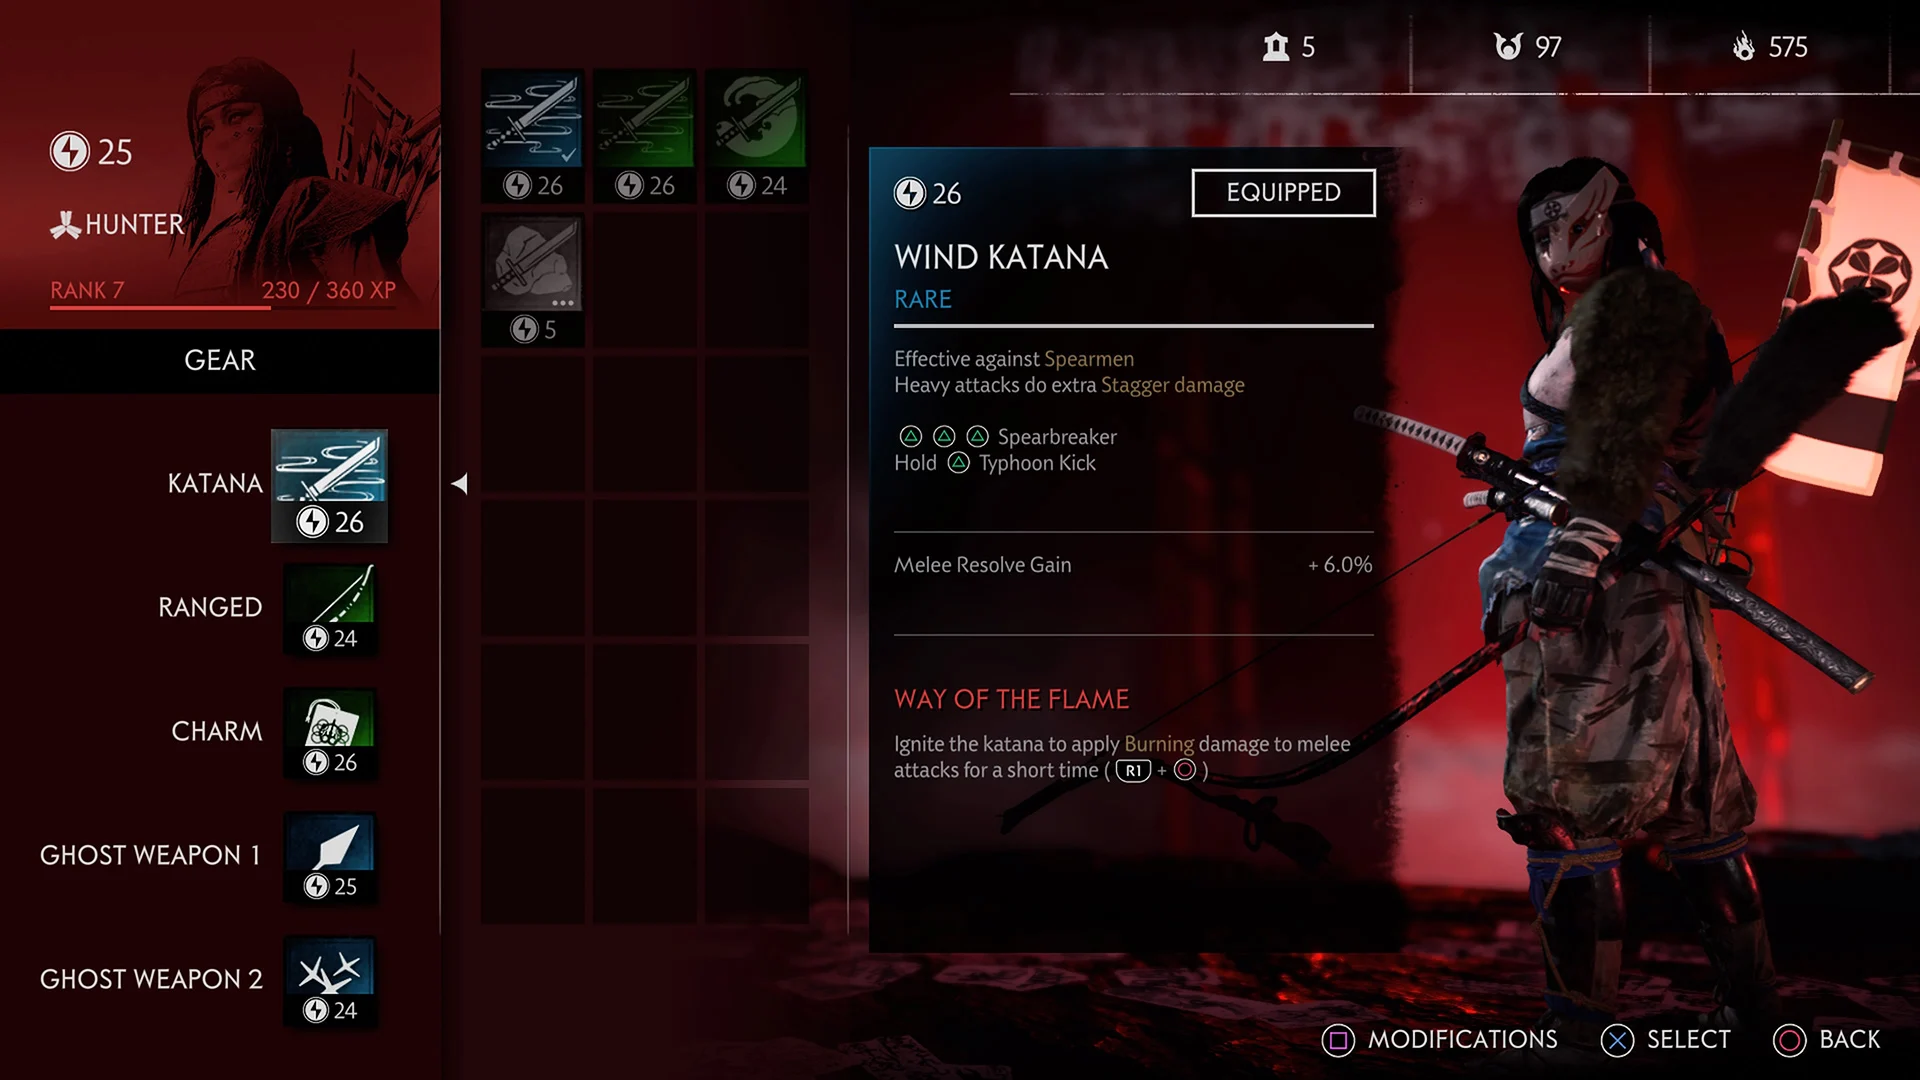 5
97
575
25
HUNTER
RANK 7
230 / 360 XP
GEAR
KATANA
26
RANGED
24
CHARM
26
GHOST WEAPON 1
25
GHOST WEAPON 2
24
26
26
24
5
26
EQUIPPED
WIND KATANA
RARE
Effective against Spearmen
Heavy attacks do extra Stagger damage
Spearbreaker
Hold Typhoon Kick
Melee Resolve Gain
+ 6.0%
WAY OF THE FLAME
Ignite the katana to apply Burning damage to melee
attacks for a short time ( R1 + )
MODIFICATIONS
SELECT
BACK